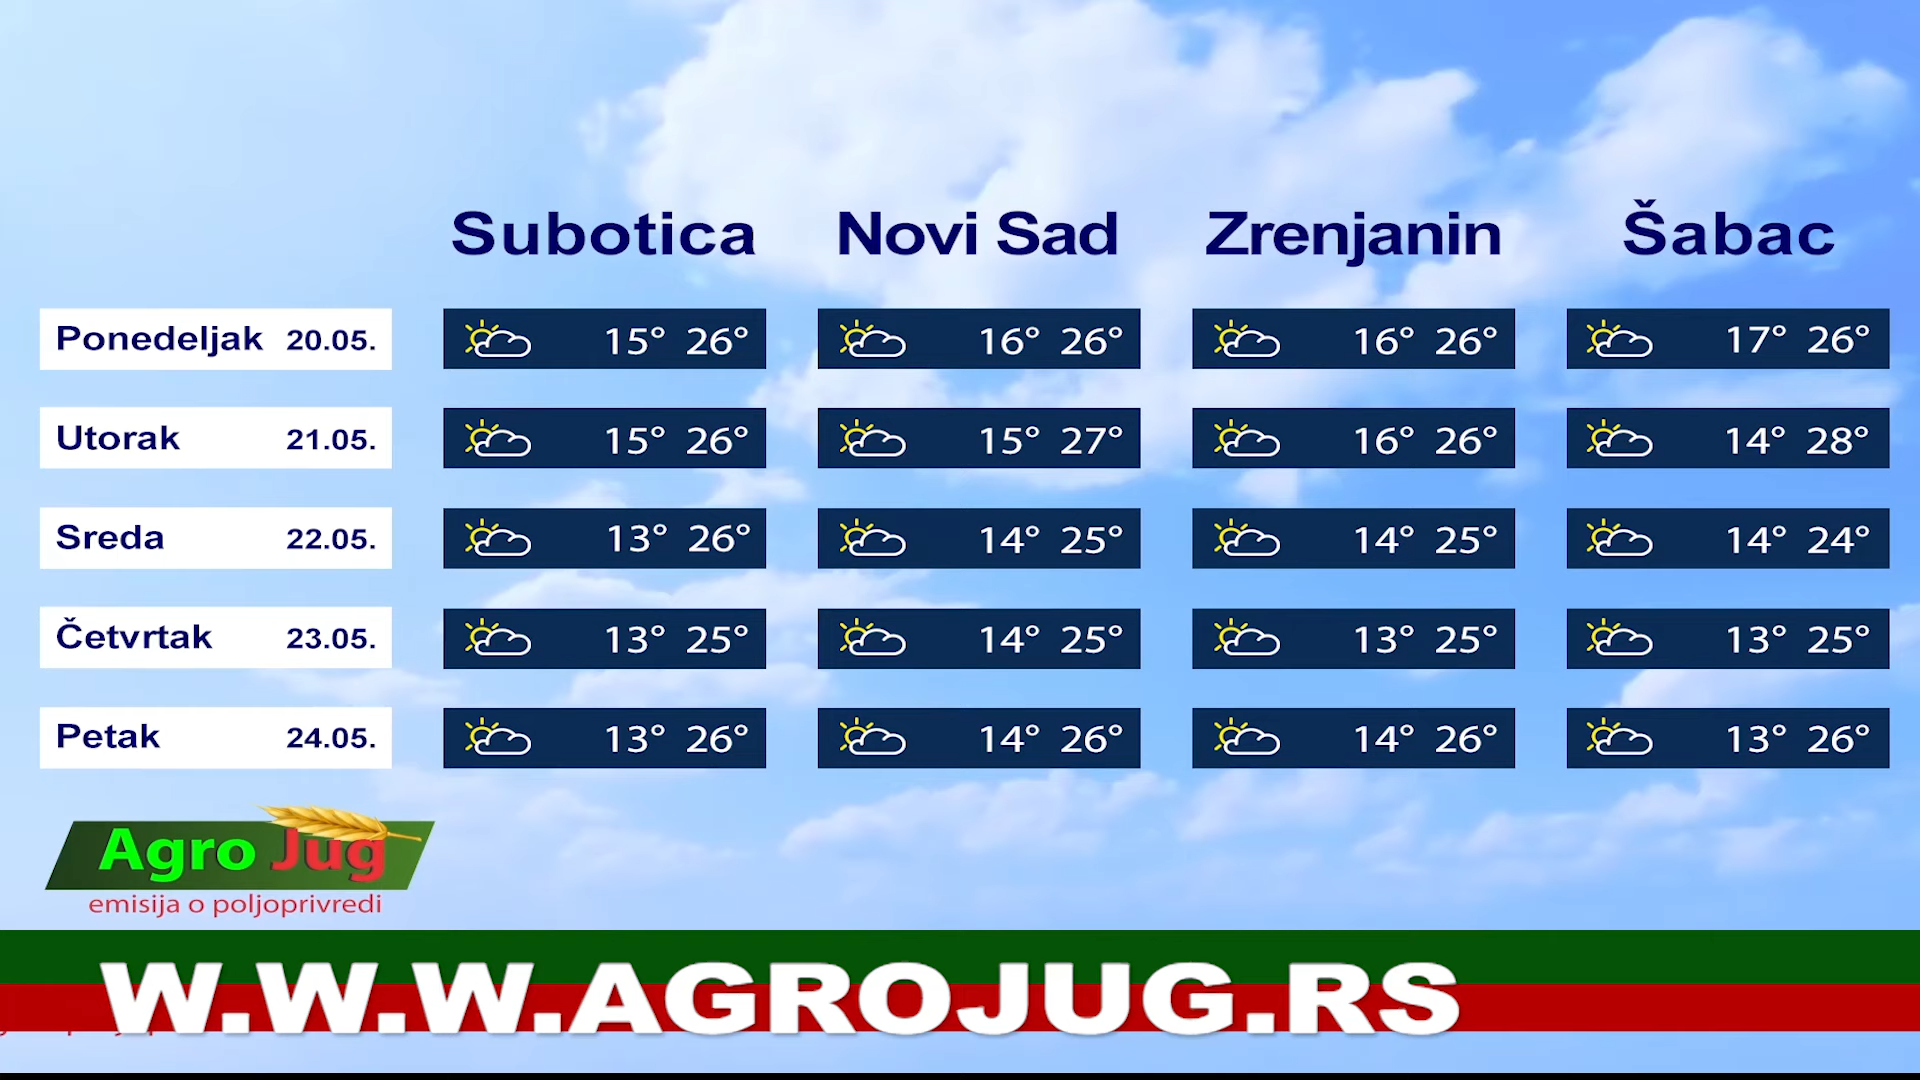 Subotica Novi Sad Zrenjanin Šabac
Ponedeljak 20.05. 15° 26° 16° 26° 16° 26° 17° 26°
Utorak 21.05. 15° 26° 15° 27° 16° 26° 14° 28°
Sreda 22.05. 13° 26° 14° 25° 14° 25° 14° 24°
Četvrtak 23.05. 13° 25° 14° 25° 13° 25° 13° 25°
Petak 24.05. 13° 26° 14° 26° 14° 26° 13° 26°
Agro Jug
emisija o poljoprivredi
W.W.W.AGROJUG.RS